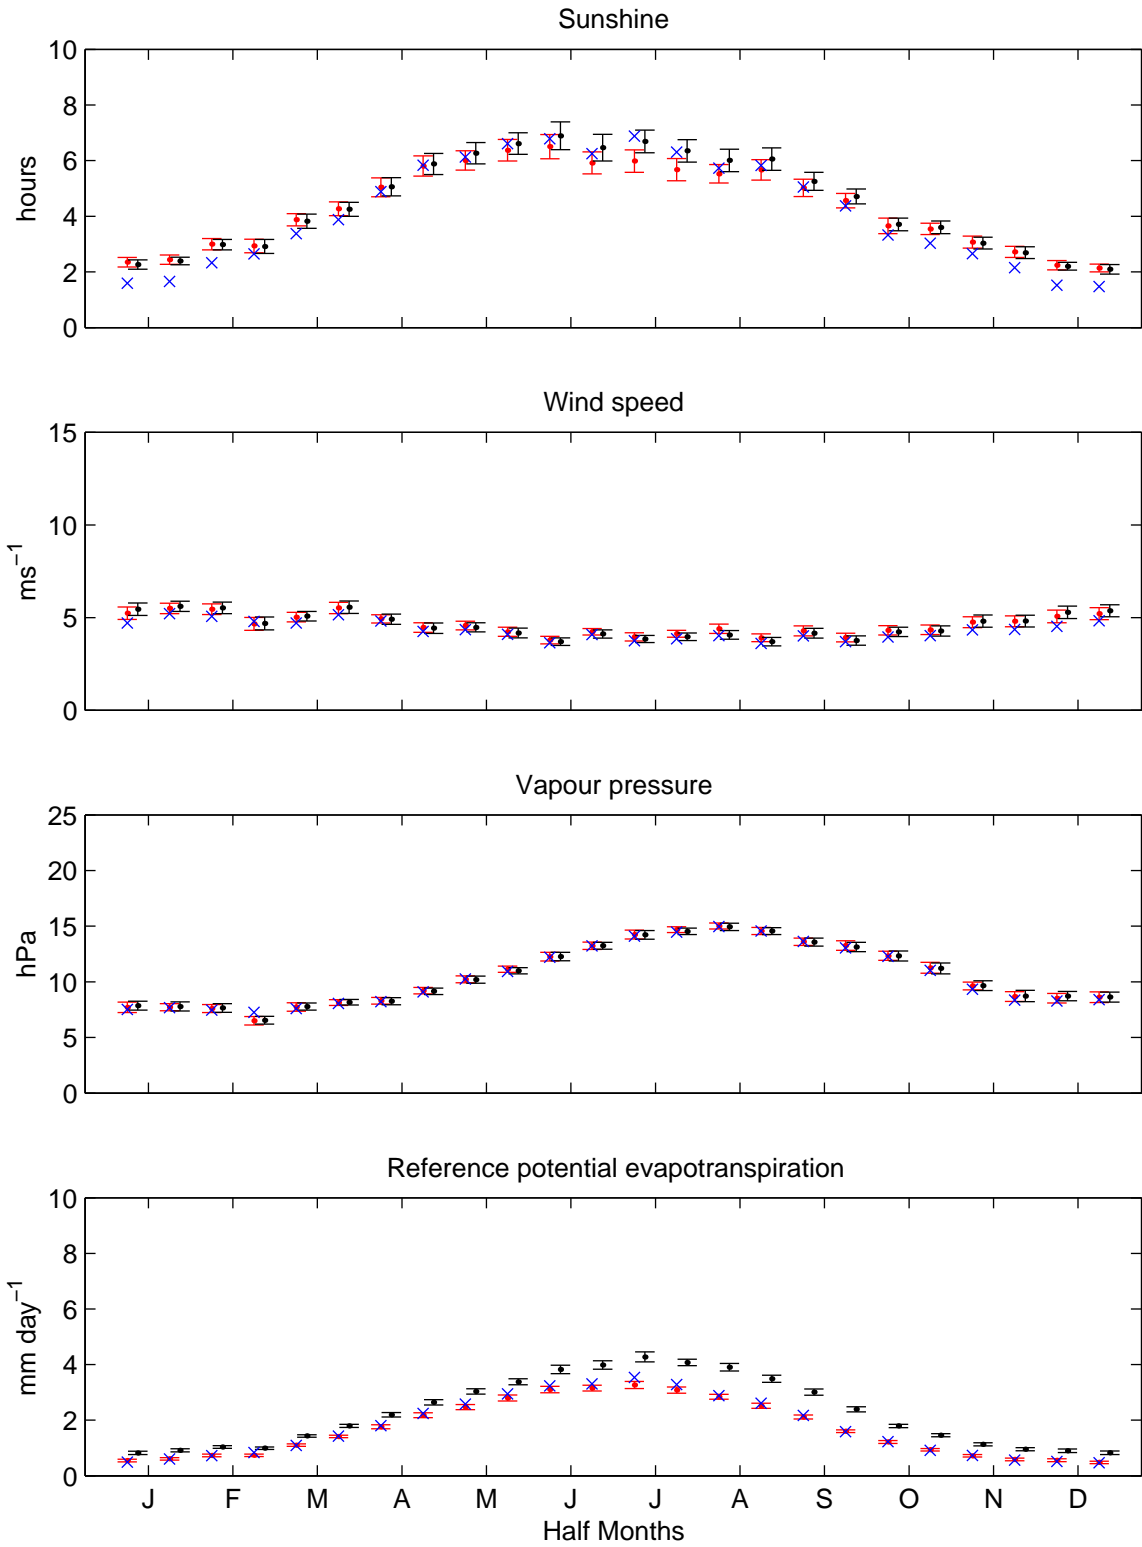 Sunshine
10
8
6
4
2
0
hours
Wind speed
15
10
5
0
ms⁻¹
Vapour pressure
25
20
15
10
5
0
hPa
Reference potential evapotranspiration
10
8
6
4
2
0
mm day⁻¹
J F M A M J J A S O N D
Half Months